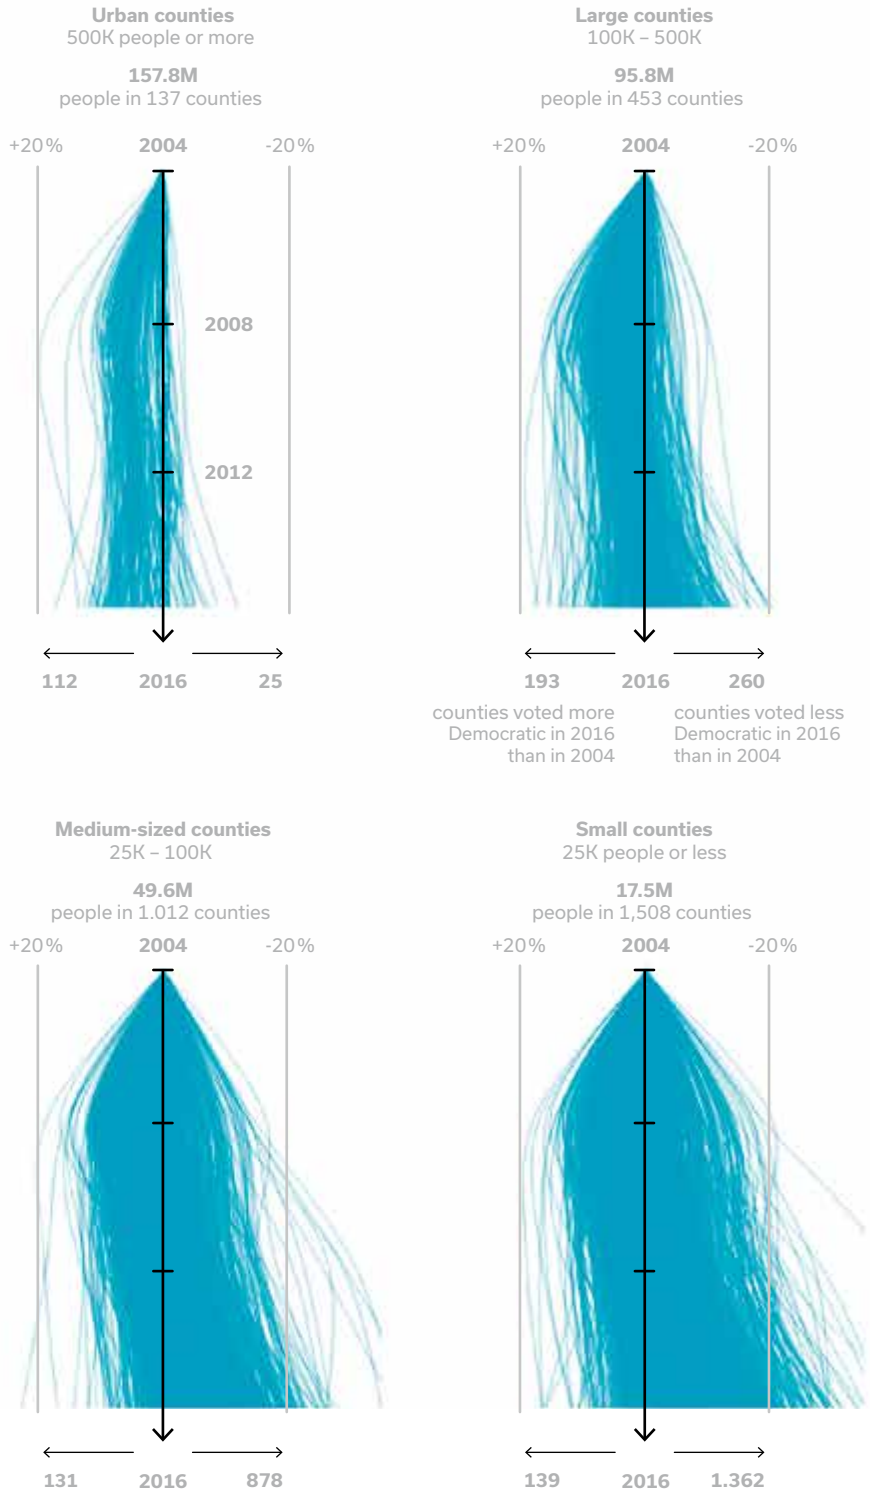 Urban counties
500K people or more
157.8M
people in 137 counties
+20%
2004
-20%
2008
2012
112
2016
25
Large counties
100K – 500K
95.8M
people in 453 counties
+20%
2004
-20%
193
2016
260
counties voted more
Democratic in 2016
than in 2004
counties voted less
Democratic in 2016
than in 2004
Medium-sized counties
25K – 100K
49.6M
people in 1.012 counties
+20%
2004
-20%
131
2016
878
Small counties
25K people or less
17.5M
people in 1,508 counties
+20%
2004
-20%
139
2016
1.362